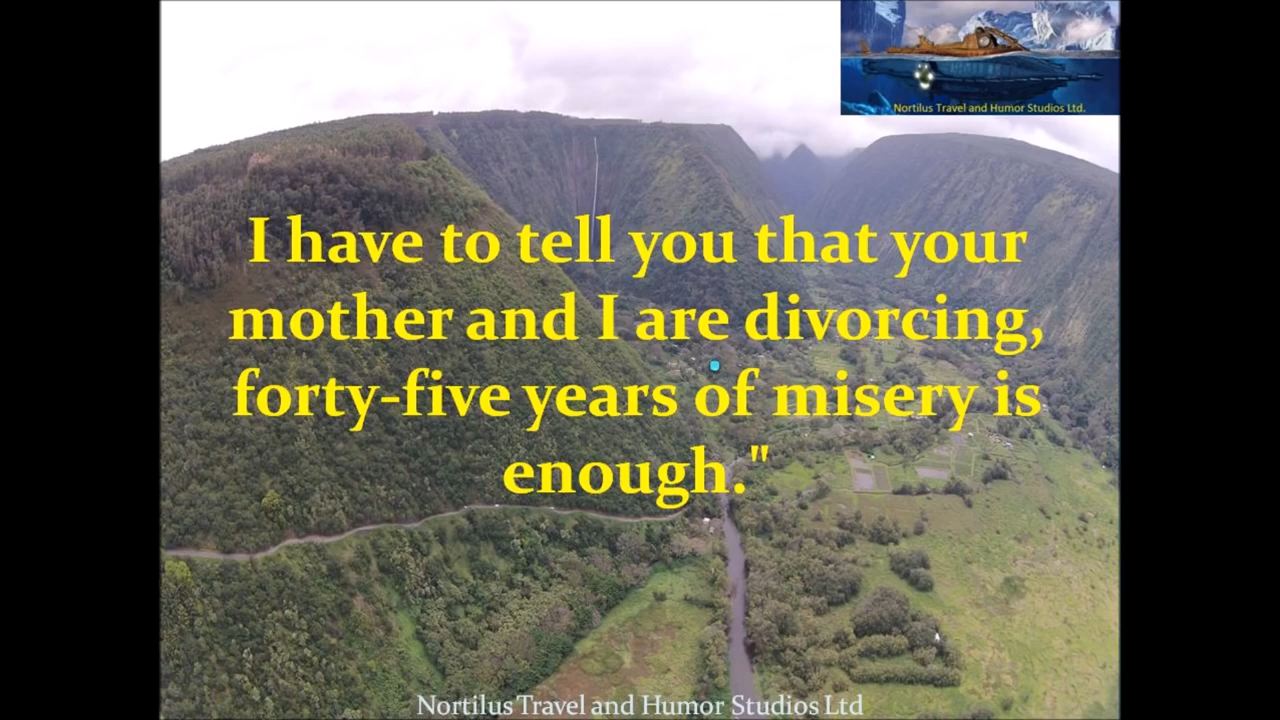 Nortilus Travel and Humor Studios Ltd.
I have to tell you that your
mother and I are divorcing,
forty-five years of misery is
enough."
Nortilus Travel and Humor Studios Ltd